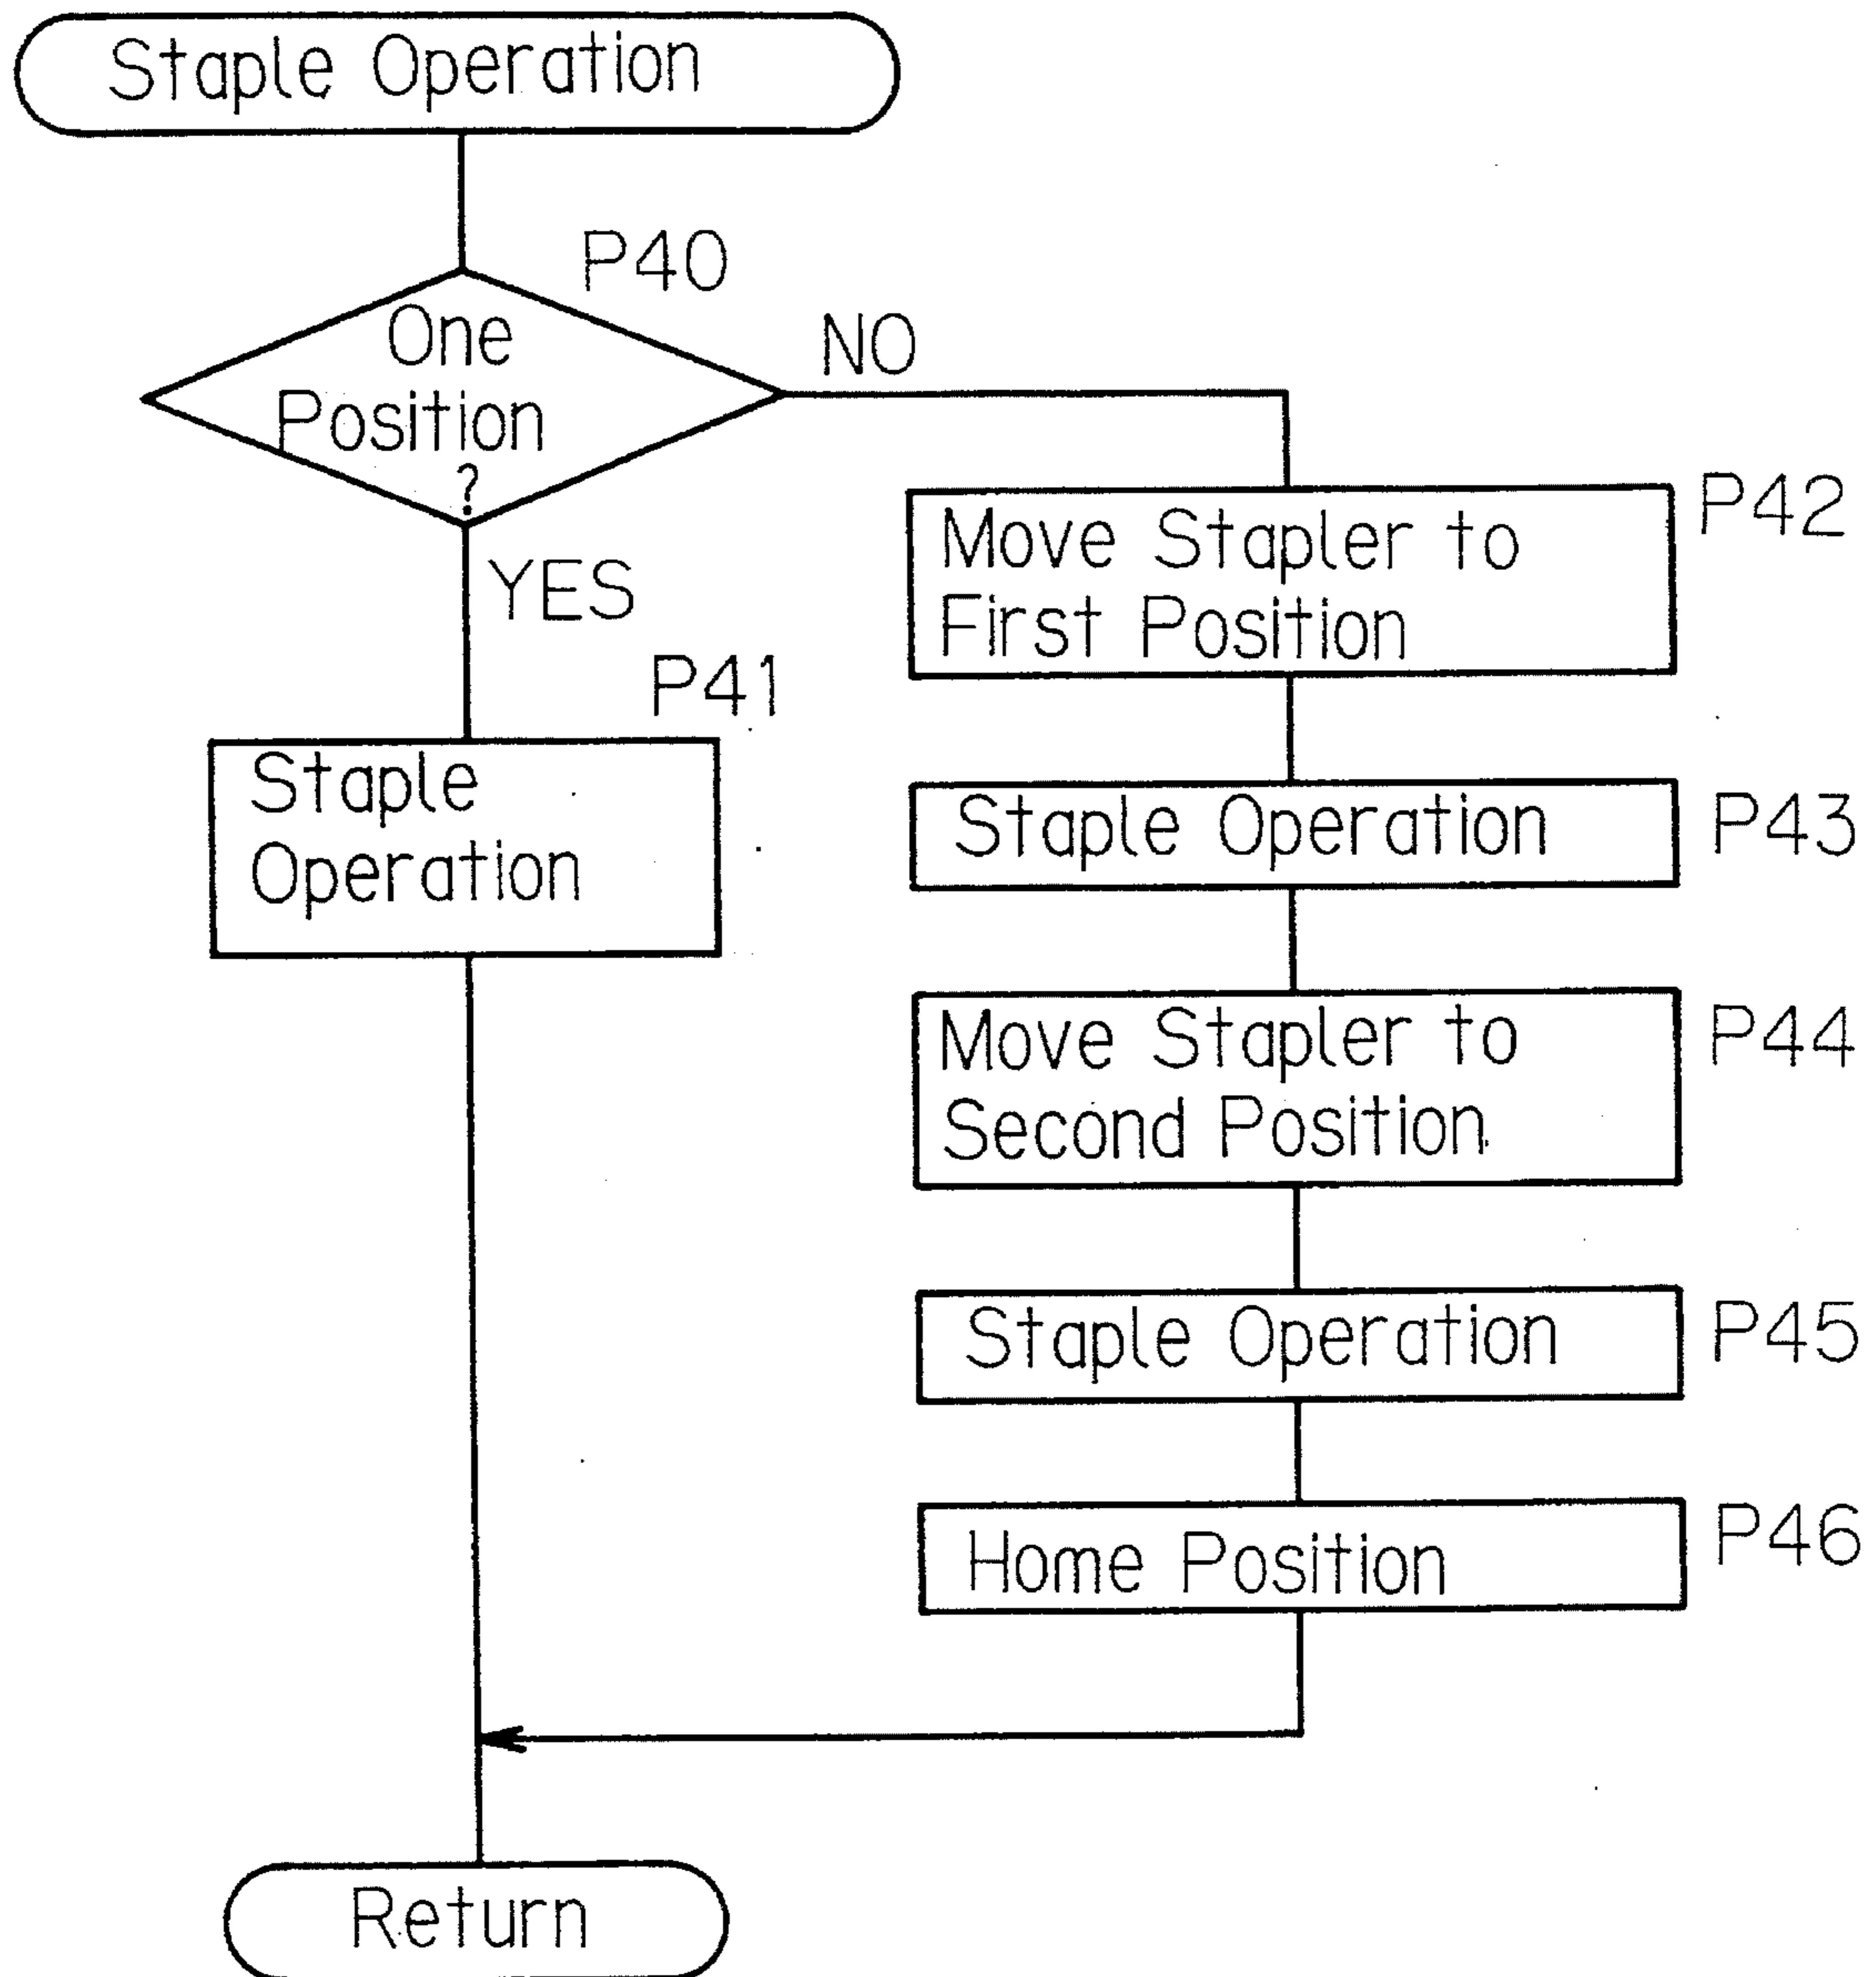 Staple Operation
P40
One
Position
?
NO
YES
P41
Staple
Operation
P42
Move Stapler to
First Position
P43
Staple Operation
P44
Move Stapler to
Second Position
P45
Staple Operation
P46
Home Position
Return